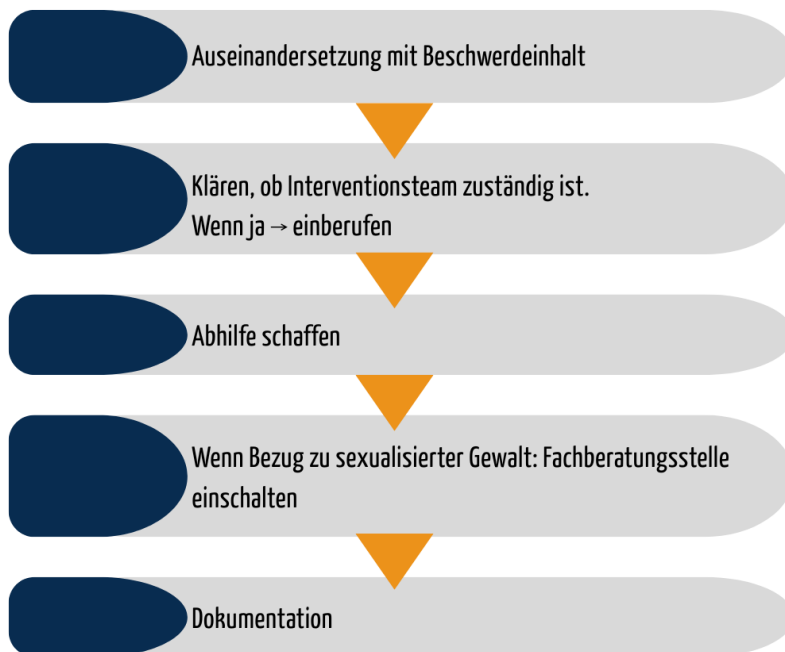 Auseinandersetzung mit Beschwerdeinhalt
Klären, ob Interventionsteam zuständig ist.
Wenn ja → einberufen
Abhilfe schaffen
Wenn Bezug zu sexualisierter Gewalt: Fachberatungsstelle
einschalten
Dokumentation